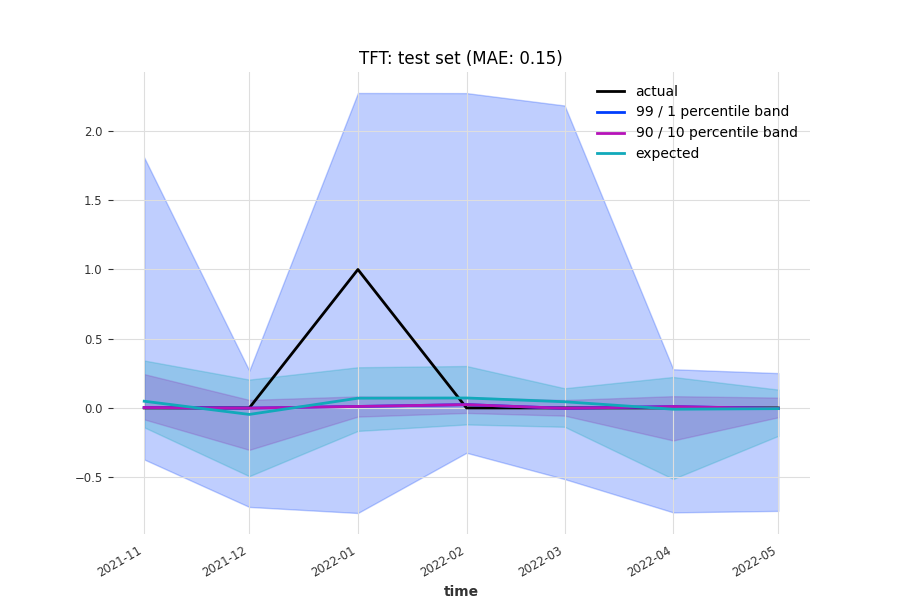 TFT: test set (MAE: 0.15)
actual
99 / 1 percentile band
90 / 10 percentile band
expected
2.0
1.5
1.0
0.5
0.0
−0.5
2021-11
2021-12
2022-01
2022-02
2022-03
2022-04
2022-05
time